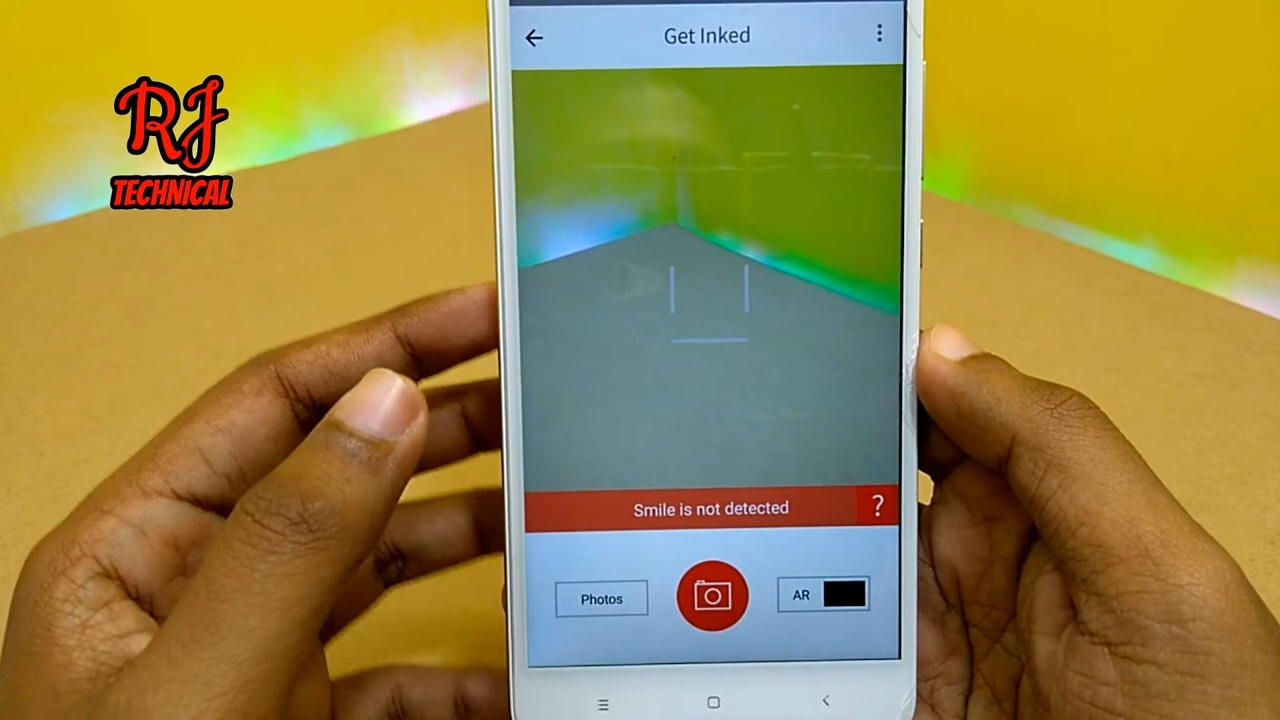 RJ
TECHNICAL
Get Inked
Smile is not detected
?
Photos
AR